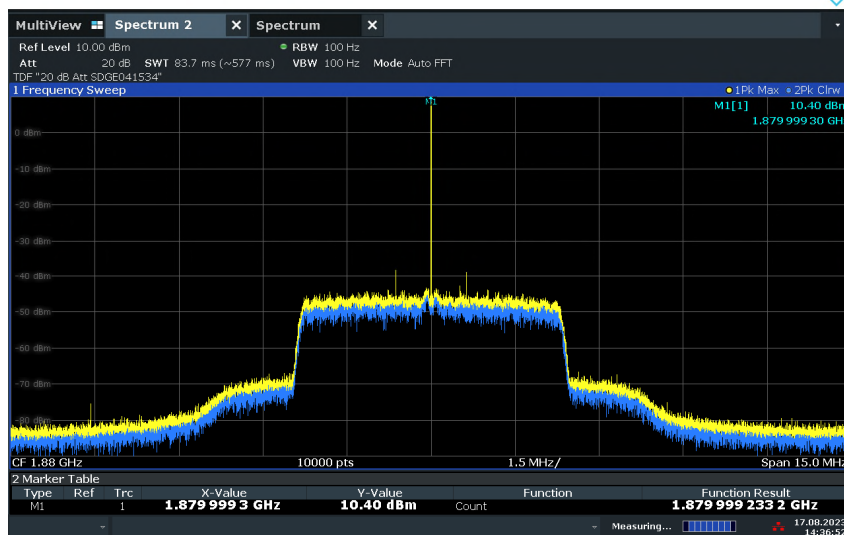 MultiView Spectrum 2 X Spectrum X
Ref Level 10.00 dBm RBW 100 Hz
Att 20 dB SWT 83.7 ms (~577 ms) VBW 100 Hz Mode Auto FFT
TDF "20 dB Att SDGE041534"
1 Frequency Sweep 1Pk Max 2Pk Clrw
M1 M1[1] 10.40 dBm
1.879 999 30 GH
0 dBm
-10 dBm
-20 dBm
-30 dBm
-40 dBm
-50 dBm
-60 dBm
-70 dBm
-80 dBm
CF 1.88 GHz 10000 pts 1.5 MHz/ Span 15.0 MHz
2 Marker Table
Type Ref Trc X-Value Y-Value Function Function Result
M1 1 1.879 999 3 GHz 10.40 dBm Count 1.879 999 233 2 GHz
Measuring... 17.08.2023
14:36:52